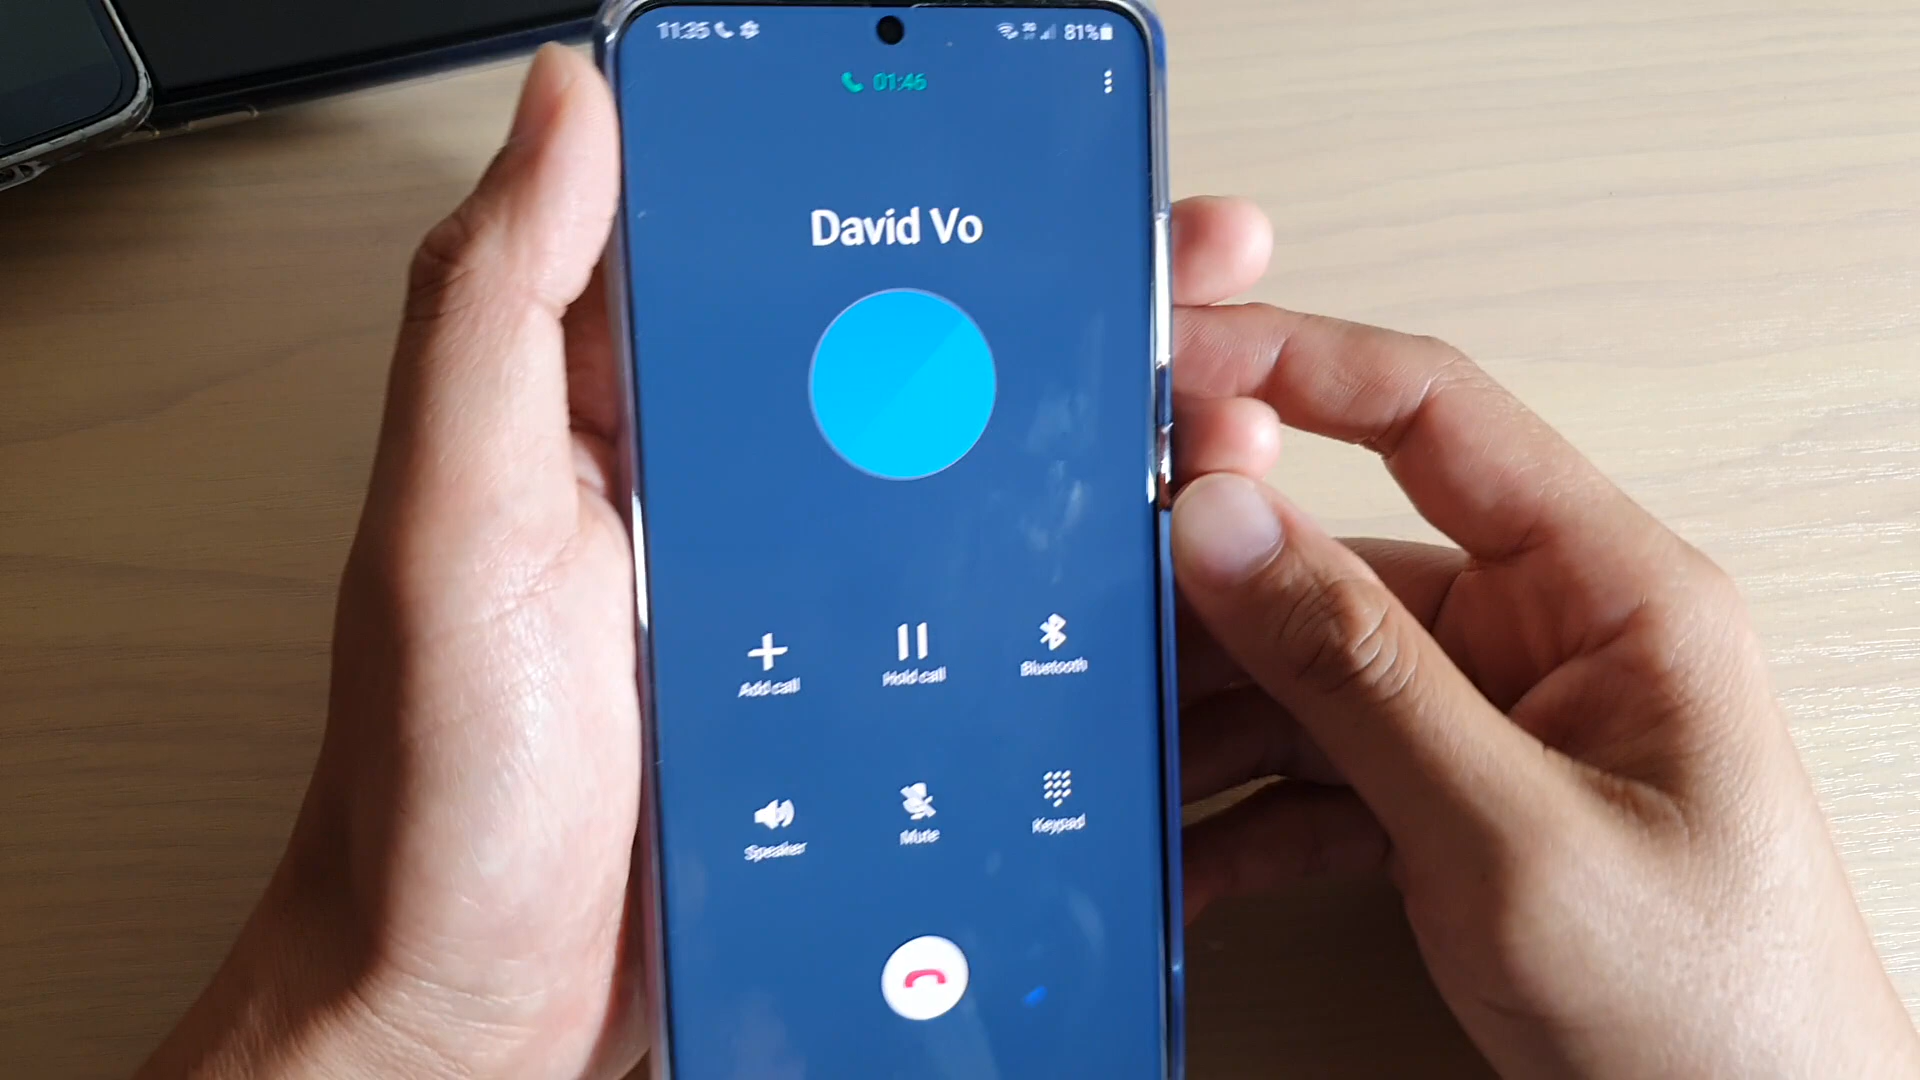 11:35 81%
01:46
David Vo
Add call Hold call Bluetooth
Speaker Mute Keypad